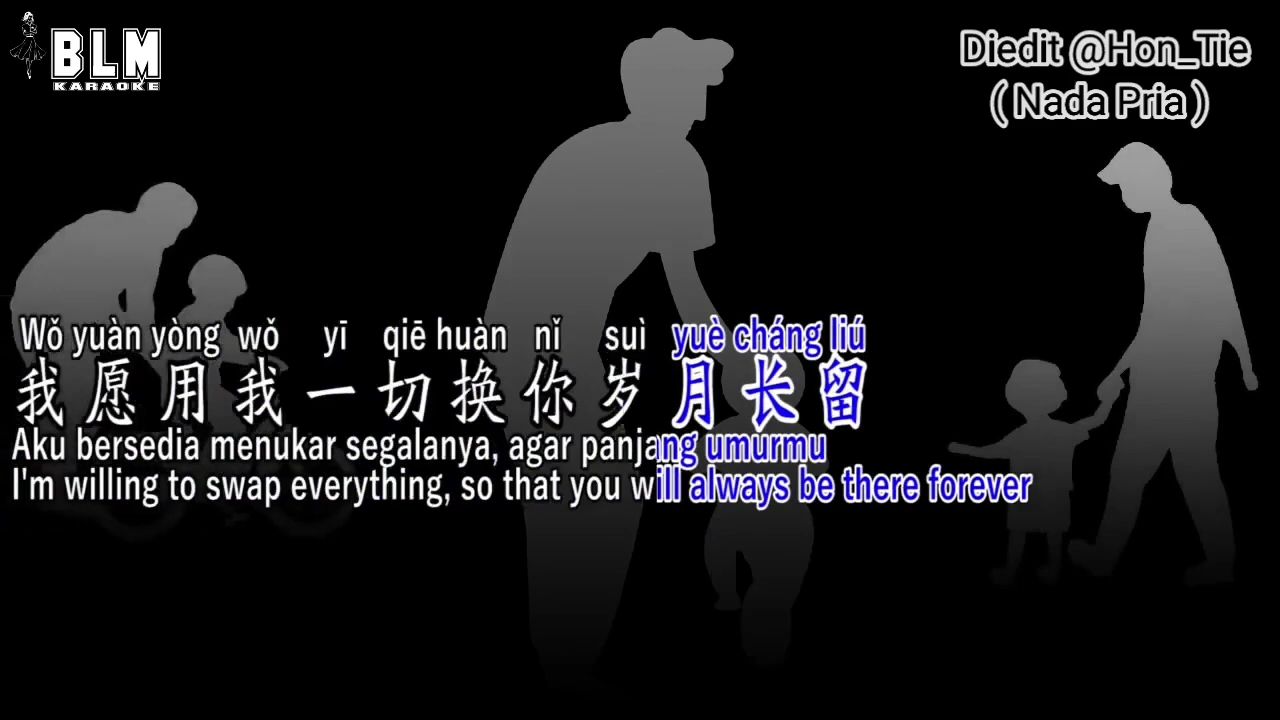 BLM
KARAOKE
Diedit @Hon_Tie
( Nada Pria )
Wǒ yuàn yòng wǒ yī qiē huàn nǐ suì yuè cháng liú
我愿用我一切换你岁月长留
Aku bersedia menukar segalanya, agar panjang umurmu
I'm willing to swap everything, so that you will always be there forever